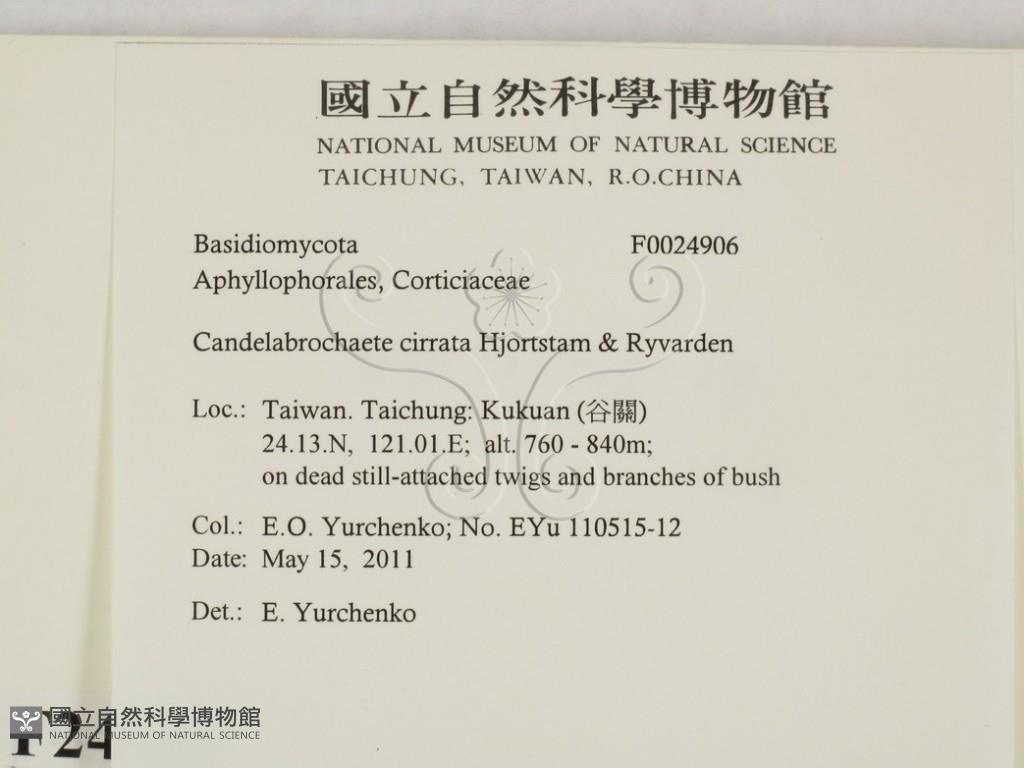 國立自然科學博物館
NATIONAL MUSEUM OF NATURAL SCIENCE
TAICHUNG, TAIWAN, R.O.CHINA
Basidiomycota F0024906
Aphyllophorales, Corticiaceae
Candelabrochaete cirrata Hjortstam & Ryvarden
Loc.: Taiwan. Taichung: Kukuan (谷關)
24.13.N, 121.01.E; alt. 760 - 840m;
on dead still-attached twigs and branches of bush
Col.: E.O. Yurchenko; No. EYu 110515-12
Date: May 15, 2011
Det.: E. Yurchenko
F24
國立自然科學博物館
NATIONAL MUSEUM OF NATURAL SCIENCE